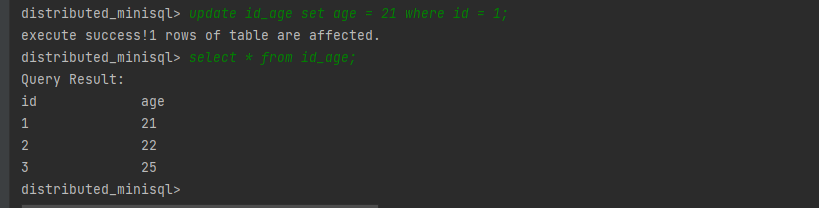 distributed_minisql> update id_age set age = 21 where id = 1;
execute success!1 rows of table are affected.
distributed_minisql> select * from id_age;
Query Result:
id             age
1              21
2              22
3              25
distributed_minisql>